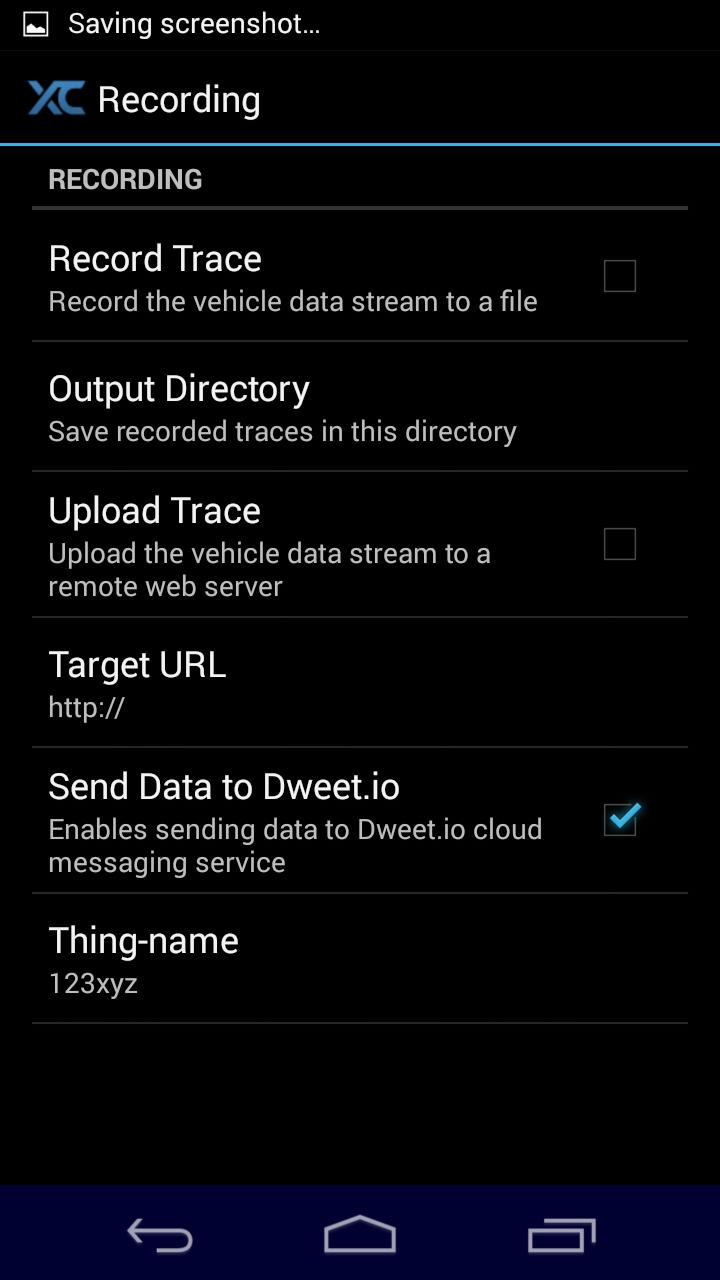 Saving screenshot...
XC Recording
RECORDING
Record Trace
Record the vehicle data stream to a file
Output Directory
Save recorded traces in this directory
Upload Trace
Upload the vehicle data stream to a
remote web server
Target URL
http://
Send Data to Dweet.io
Enables sending data to Dweet.io cloud
messaging service
Thing-name
123xyz